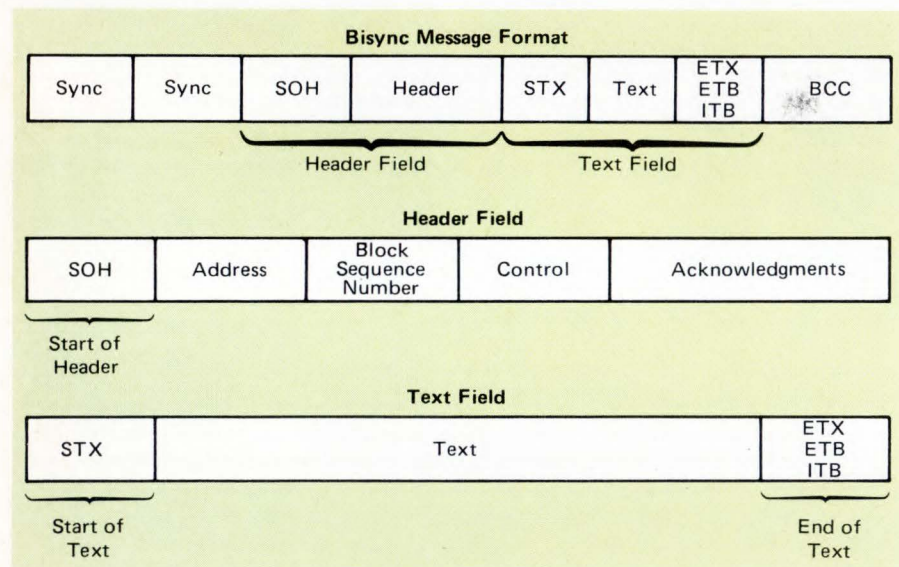 Bisync Message Format
Sync Sync SOH Header STX Text ETX ETB ITB BCC
Header Field Text Field
Header Field
SOH Address Block Sequence Number Control Acknowledgments
Start of Header
Text Field
STX Text ETX ETB ITB
Start of Text End of Text